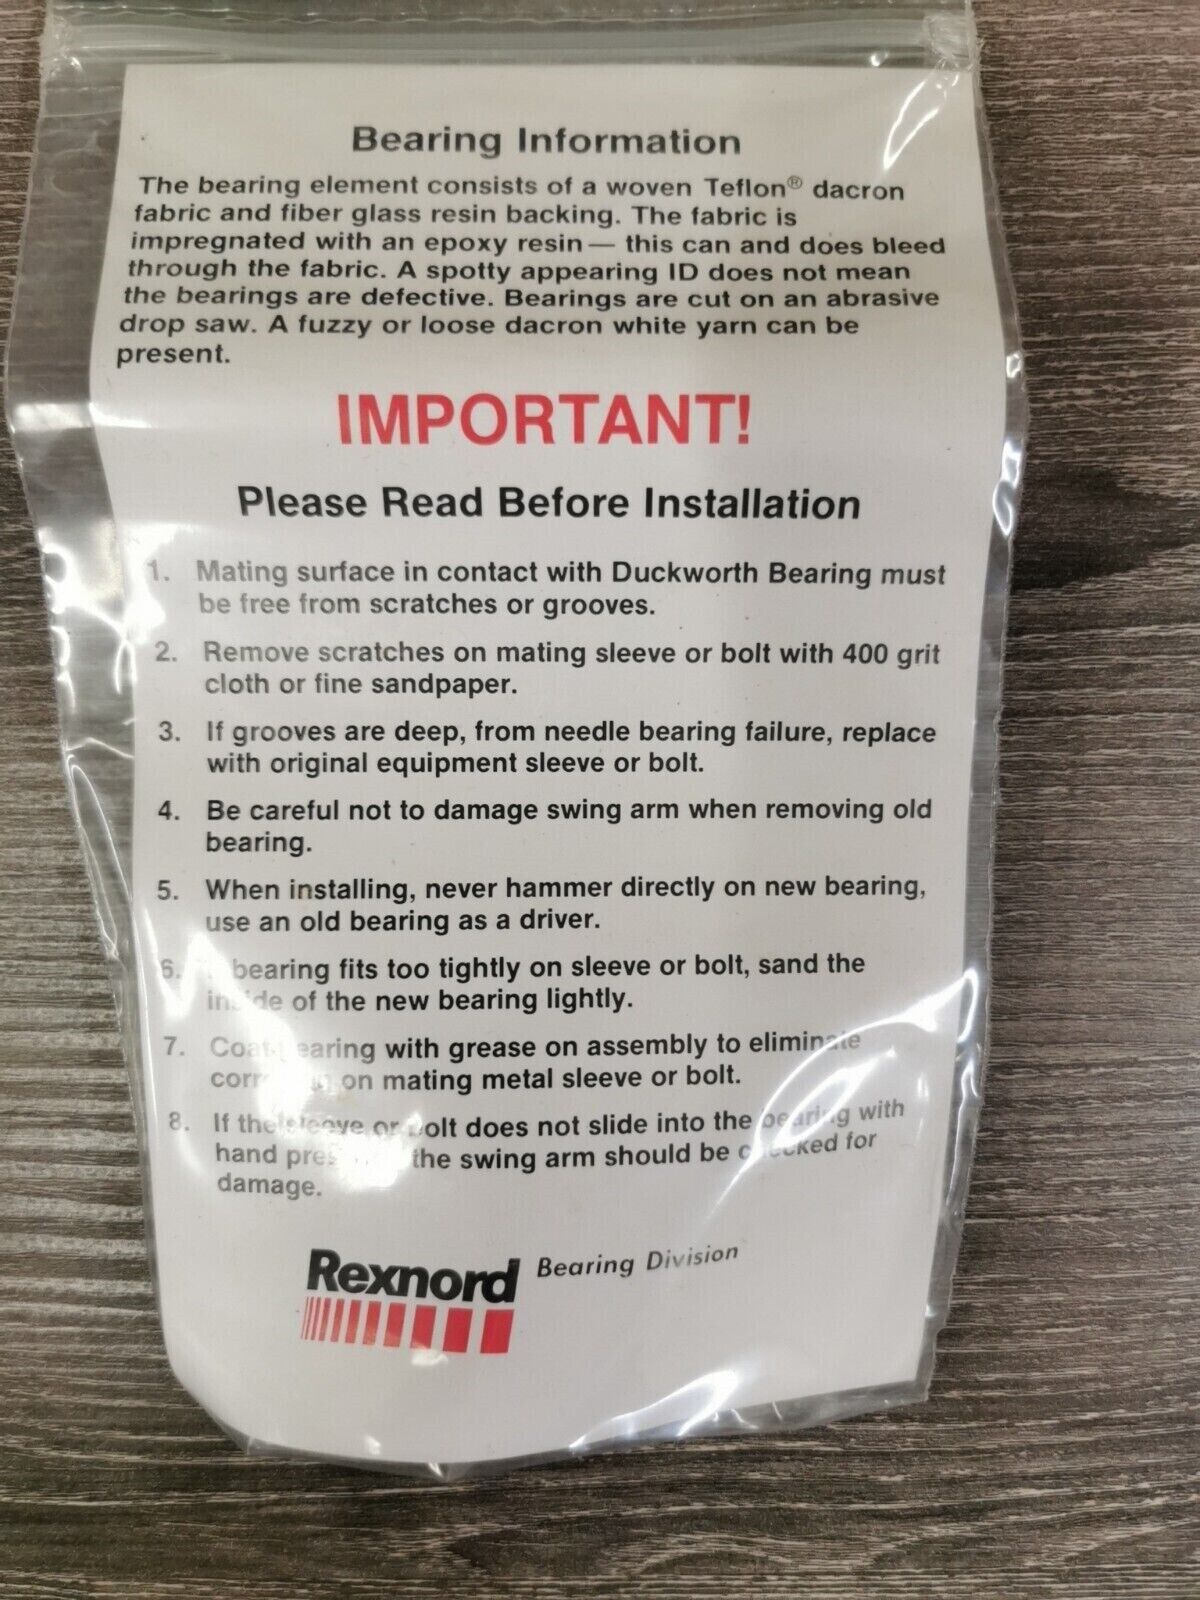 Bearing Information
The bearing element consists of a woven Teflon® dacron
fabric and fiber glass resin backing. The fabric is
impregnated with an epoxy resin — this can and does bleed
through the fabric. A spotty appearing ID does not mean
the bearings are defective. Bearings are cut on an abrasive
drop saw. A fuzzy or loose dacron white yarn can be
present.
IMPORTANT!
Please Read Before Installation
1. Mating surface in contact with Duckworth Bearing must
be free from scratches or grooves.
2. Remove scratches on mating sleeve or bolt with 400 grit
cloth or fine sandpaper.
3. If grooves are deep, from needle bearing failure, replace
with original equipment sleeve or bolt.
4. Be careful not to damage swing arm when removing old
bearing.
5. When installing, never hammer directly on new bearing,
use an old bearing as a driver.
6. bearing fits too tightly on sleeve or bolt, sand the
inside of the new bearing lightly.
7. Coat bearing with grease on assembly to eliminate
on mating metal sleeve or bolt.
8. If the sleeve or bolt does not slide into the bearing with
hand the swing arm should be checked for
damage.
Rexnord Bearing Division